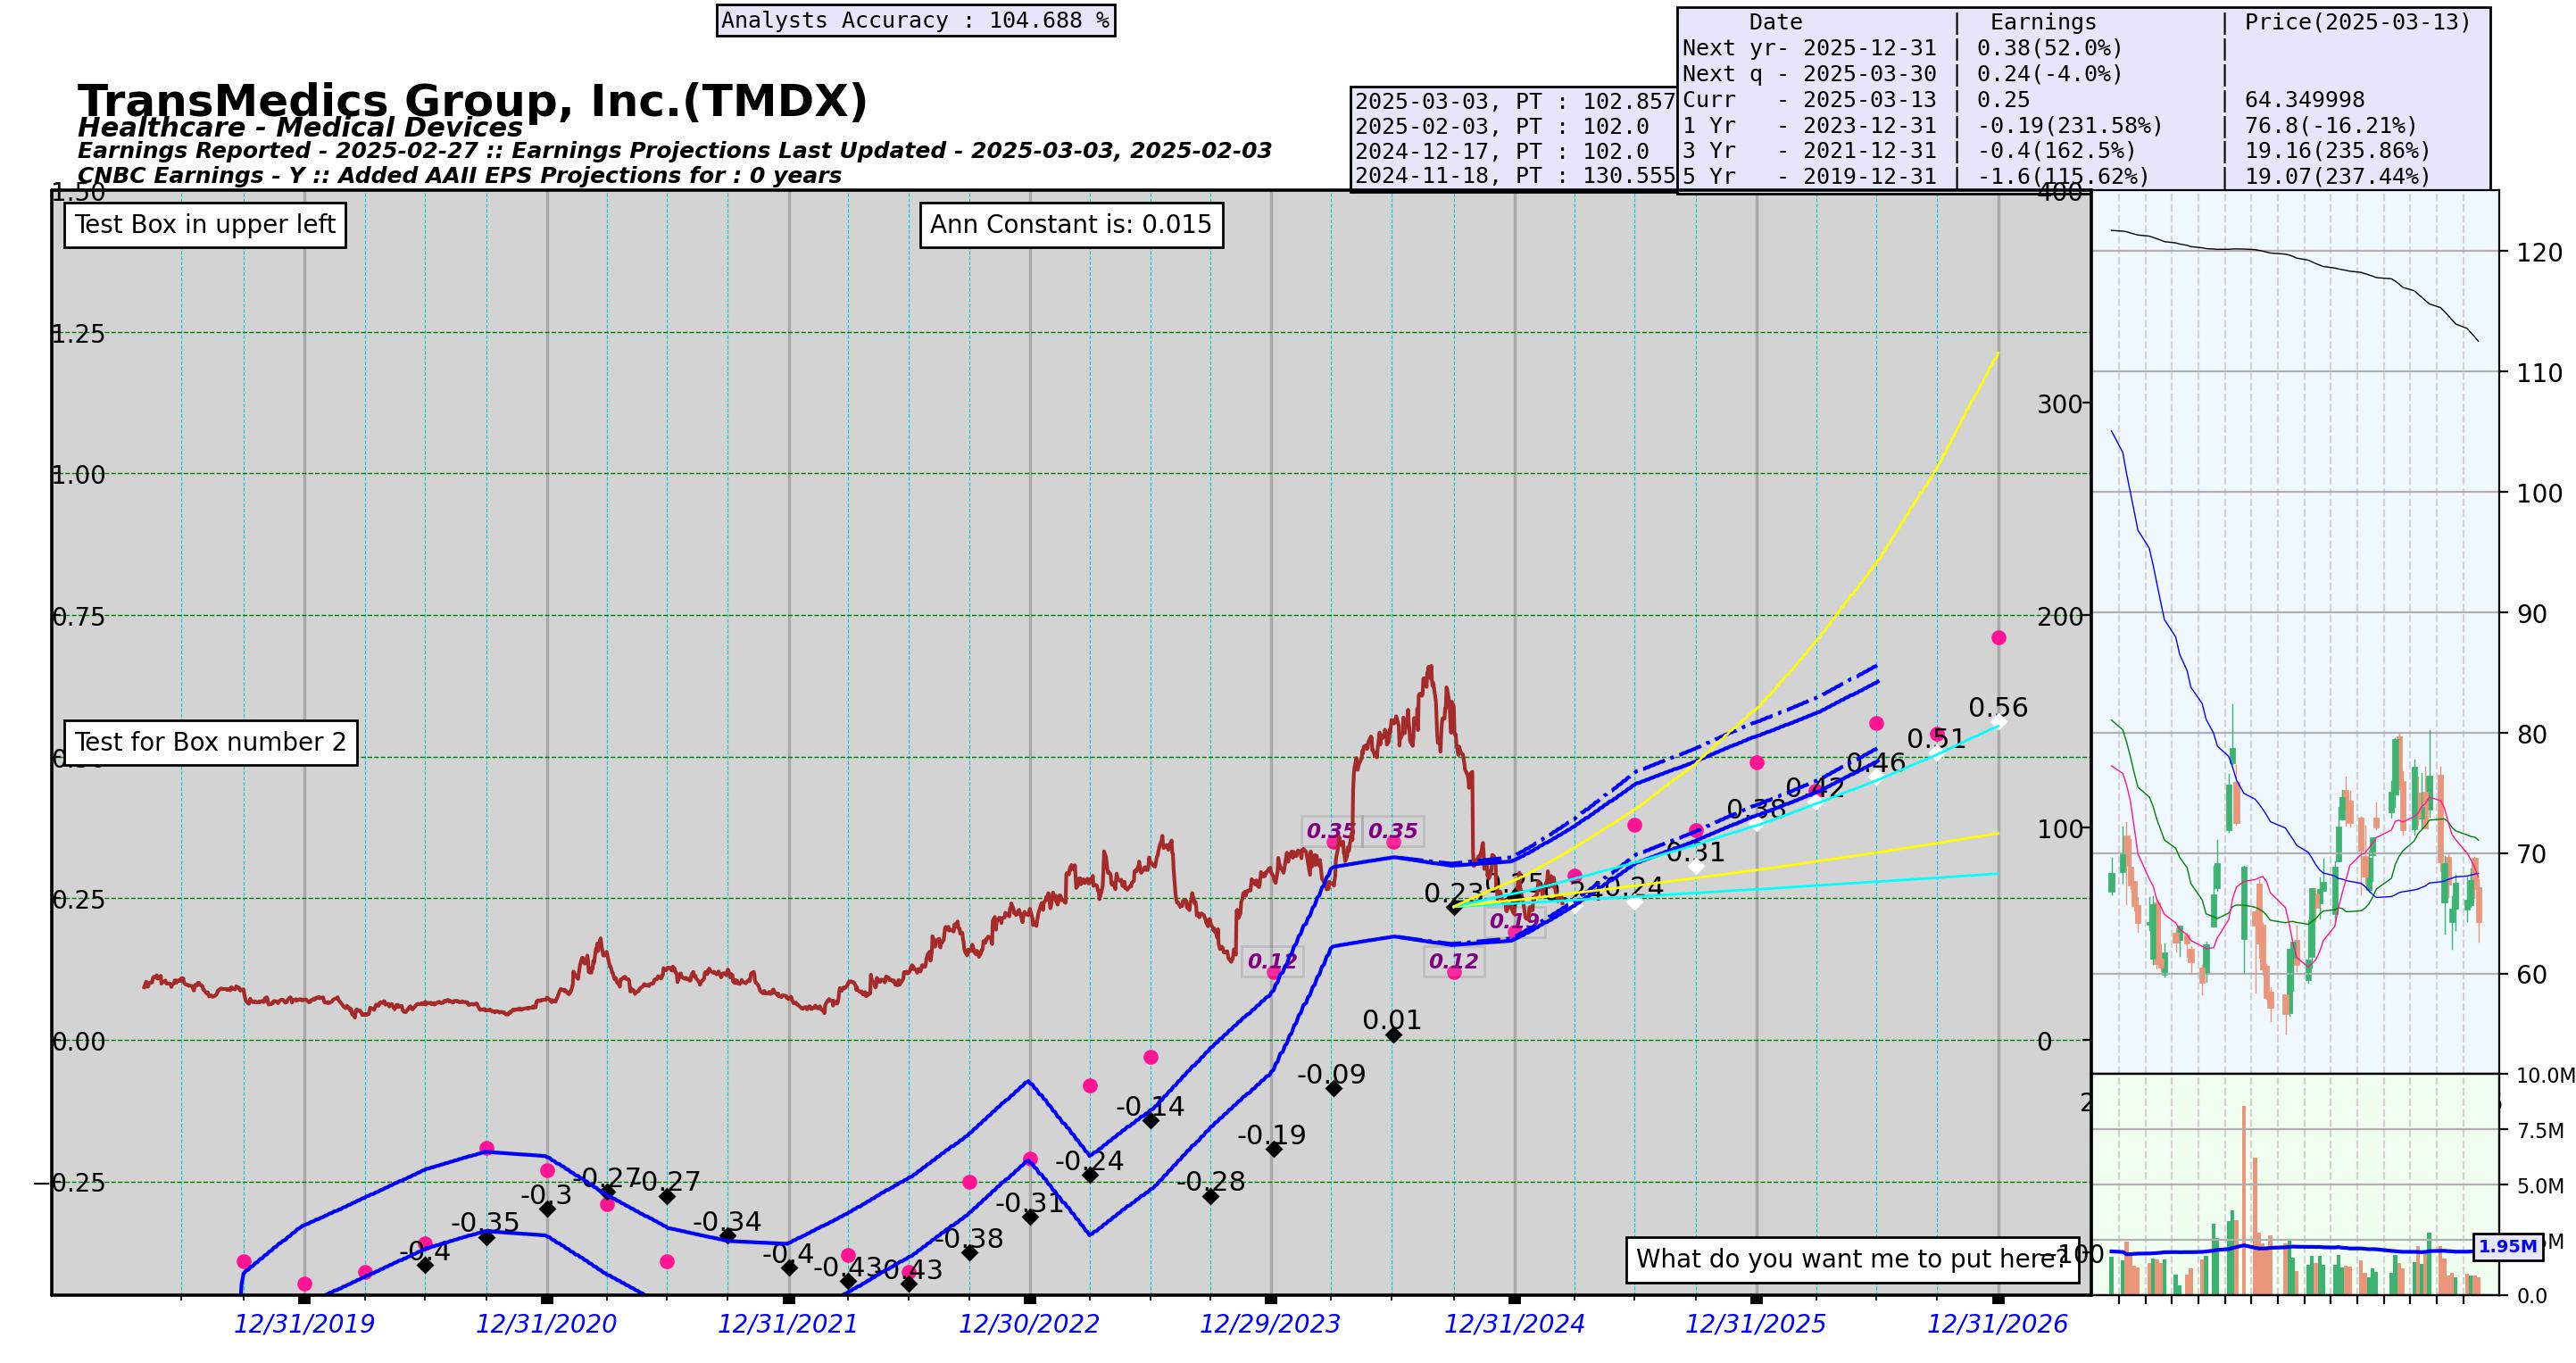 Analysts Accuracy : 104.688 %
Date | Earnings | Price(2025-03-13)
Next yr- 2025-12-31 | 0.38(52.0%) |
Next q - 2025-03-30 | 0.24(-4.0%) |
Curr - 2025-03-13 | 0.25 | 64.349998
1 Yr - 2023-12-31 | -0.19(231.58%) | 76.8(-16.21%)
3 Yr - 2021-12-31 | -0.4(162.5%) | 19.16(235.86%)
5 Yr - 2019-12-31 | -1.6(115.62%) | 19.07(237.44%)
TransMedics Group, Inc.(TMDX)
Healthcare - Medical Devices
Earnings Reported - 2025-02-27 :: Earnings Projections Last Updated - 2025-03-03, 2025-02-03
CNBC Earnings - Y :: Added AAII EPS Projections for : 0 years
2025-03-03, PT : 102.857
2025-02-03, PT : 102.0
2024-12-17, PT : 102.0
2024-11-18, PT : 130.555
Test Box in upper left
Ann Constant is: 0.015
Test for Box number 2
What do you want me to put here?
1.50
1.25
1.00
0.75
0.25
0.00
−0.25
400
300
200
100
0
−100
-0.4
-0.35
-0.3
-0.27
-0.27
-0.34
-0.4
-0.43
-0.43
-0.38
-0.31
-0.24
-0.14
-0.28
-0.19
-0.09
0.01
0.23
0.25
0.24
0.24
0.31
0.38
0.42
0.46
0.51
0.56
0.12
0.35
0.35
0.12
0.19
12/31/2019
12/31/2020
12/31/2021
12/30/2022
12/29/2023
12/31/2024
12/31/2025
12/31/2026
120
110
100
90
80
70
60
10.0M
7.5M
5.0M
0.0
1.95M